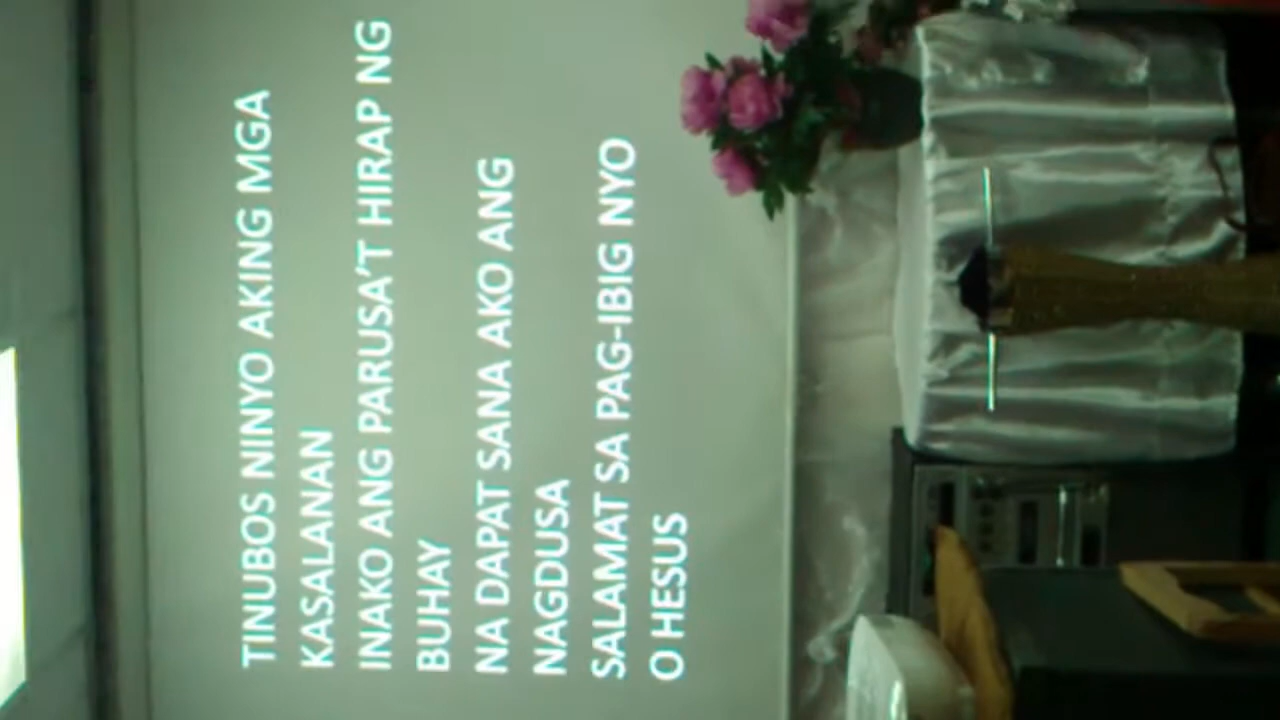 TINUBOS NINYO AKING MGA
KASALANAN
INAKO ANG PARUSA'T HIRAP NG
BUHAY
NA DAPAT SANA AKO ANG
NAGDUSA
SALAMAT SA PAG-IBIG NYO
O HESUS